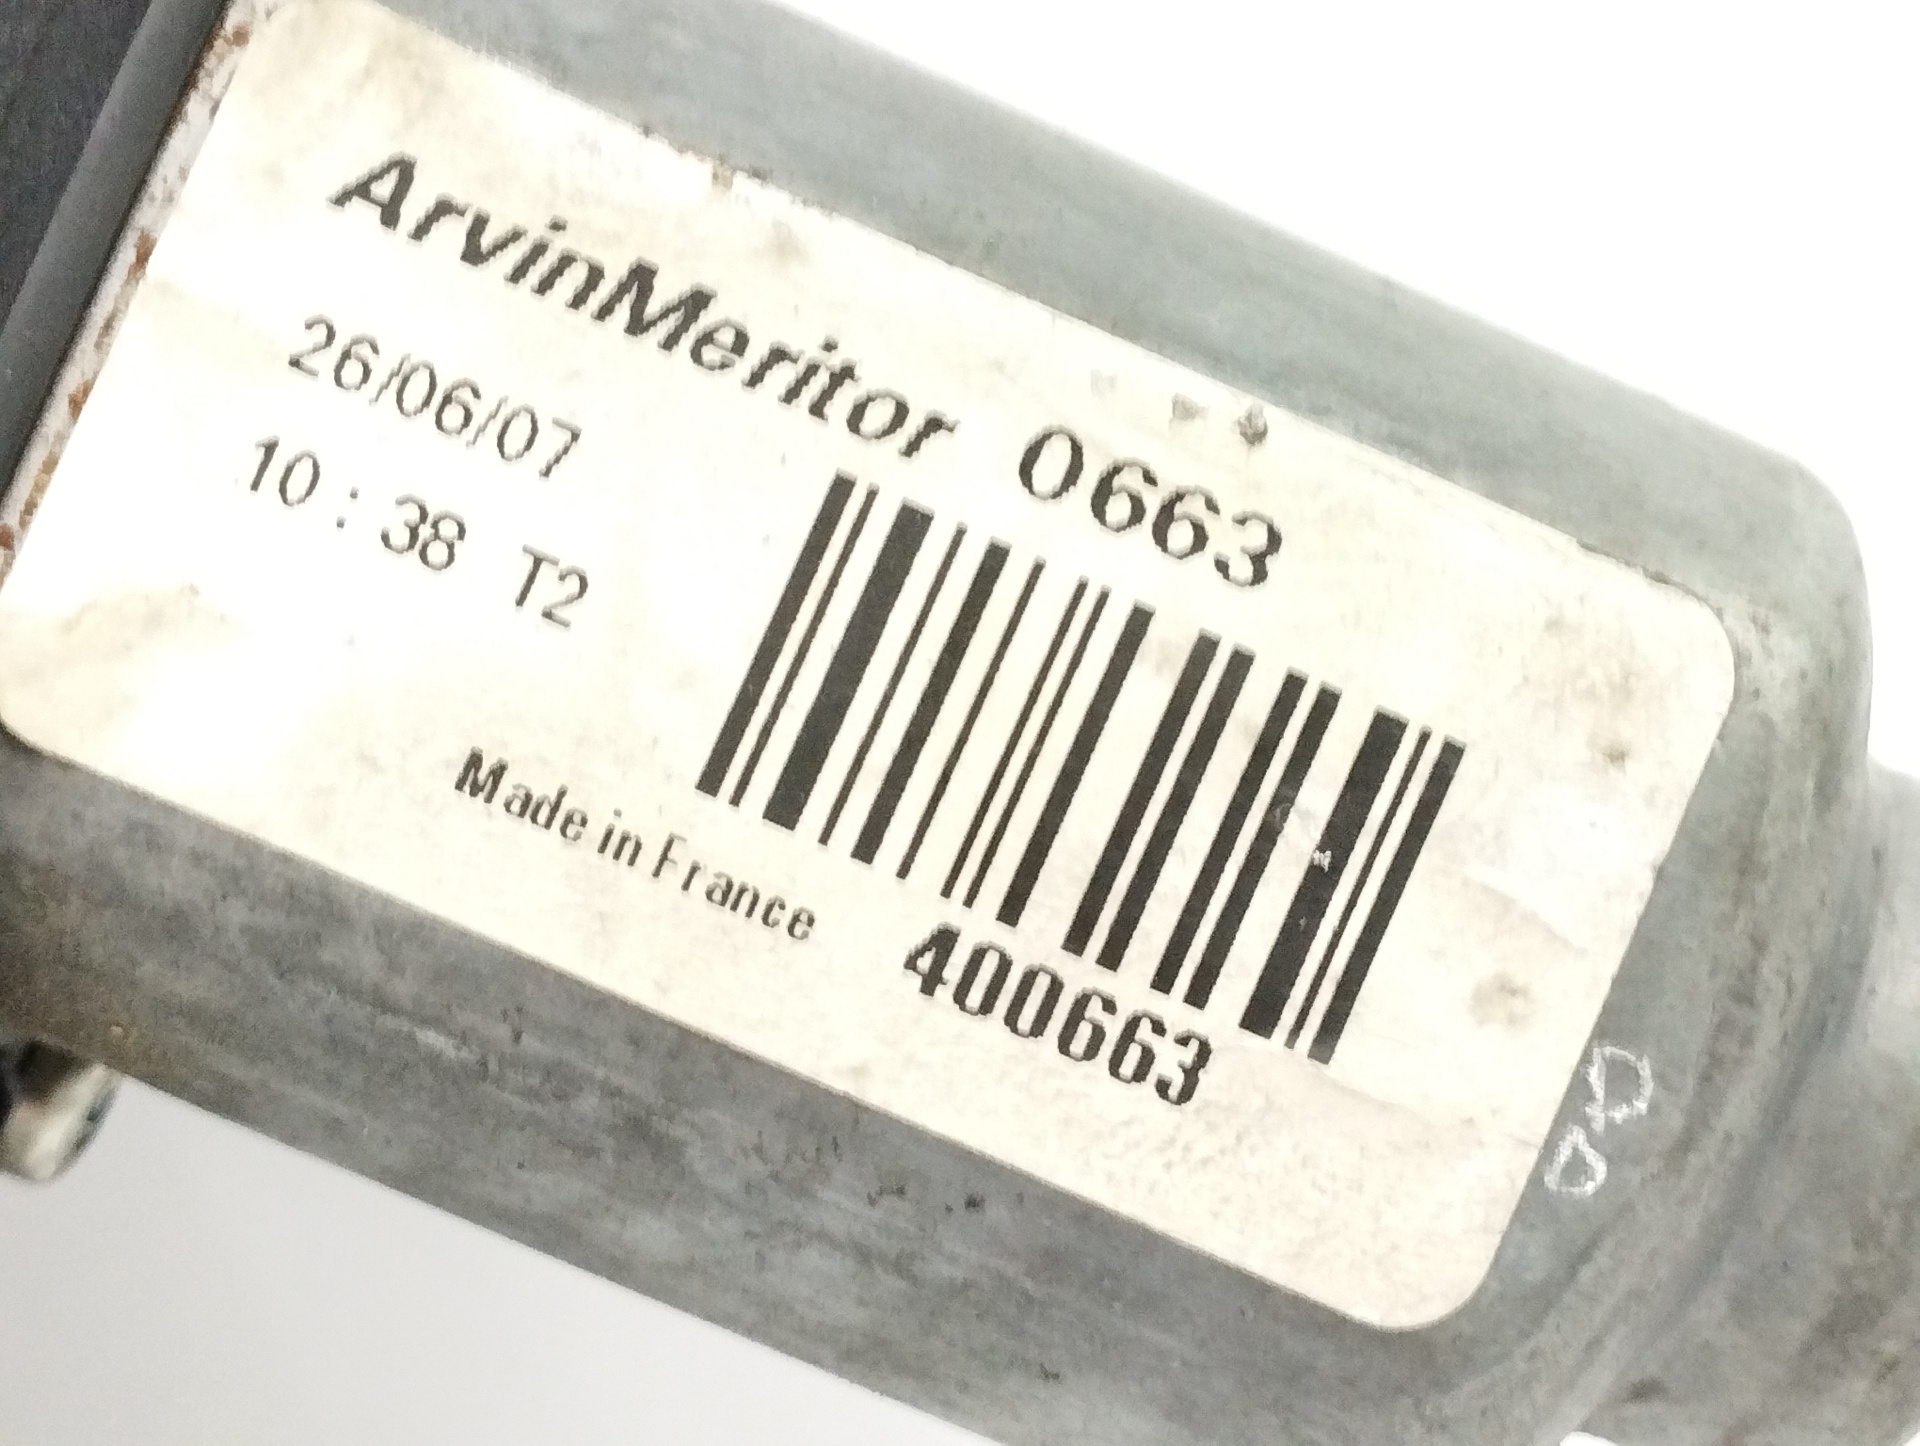 ArvinMeritor 0663
26/06/07
10 : 38 T2
Made in France
400663